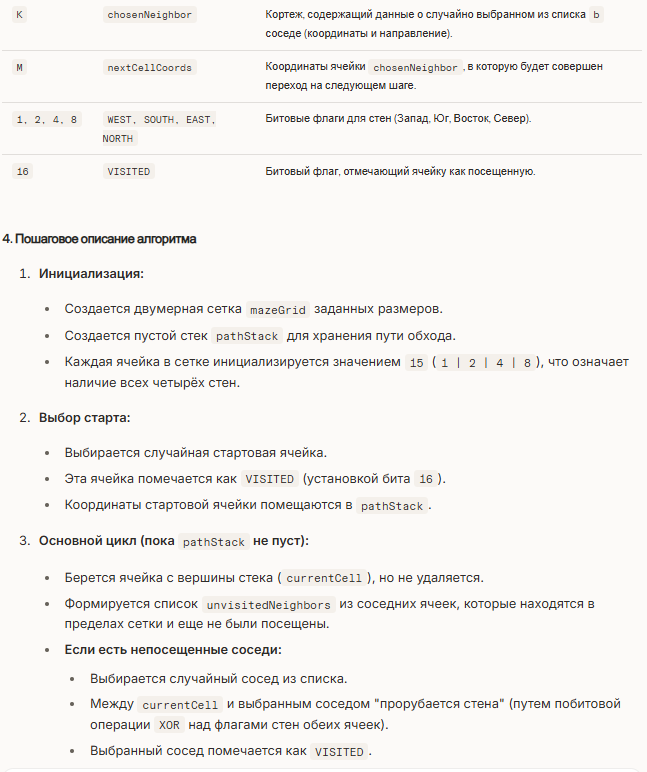 K chosenNeighbor Кортеж, содержащий данные о случайно выбранном из списка b
соседе (координаты и направление).
M nextCellCoords Координаты ячейки chosenNeighbor, в которую будет совершен
переход на следующем шаге.
1, 2, 4, 8 WEST, SOUTH, EAST, Битовые флаги для стен (Запад, Юг, Восток, Север).
NORTH
16 VISITED Битовый флаг, отмечающий ячейку как посещенную.
4. Пошаговое описание алгоритма
1. Инициализация:
• Создается двумерная сетка mazeGrid заданных размеров.
• Создается пустой стек pathStack для хранения пути обхода.
• Каждая ячейка в сетке инициализируется значением 15 ( 1 | 2 | 4 | 8 ), что означает
наличие всех четырёх стен.
2. Выбор старта:
• Выбирается случайная стартовая ячейка.
• Эта ячейка помечается как VISITED (установкой бита 16 ).
• Координаты стартовой ячейки помещаются в pathStack.
3. Основной цикл (пока pathStack не пуст):
• Берется ячейка с вершины стека ( currentCell ), но не удаляется.
• Формируется список unvisitedNeighbors из соседних ячеек, которые находятся в
пределах сетки и еще не были посещены.
• Если есть непосещенные соседи:
• Выбирается случайный сосед из списка.
• Между currentCell и выбранным соседом "прорубается стена" (путем побитовой
операции XOR над флагами стен обеих ячеек).
• Выбранный сосед помечается как VISITED.